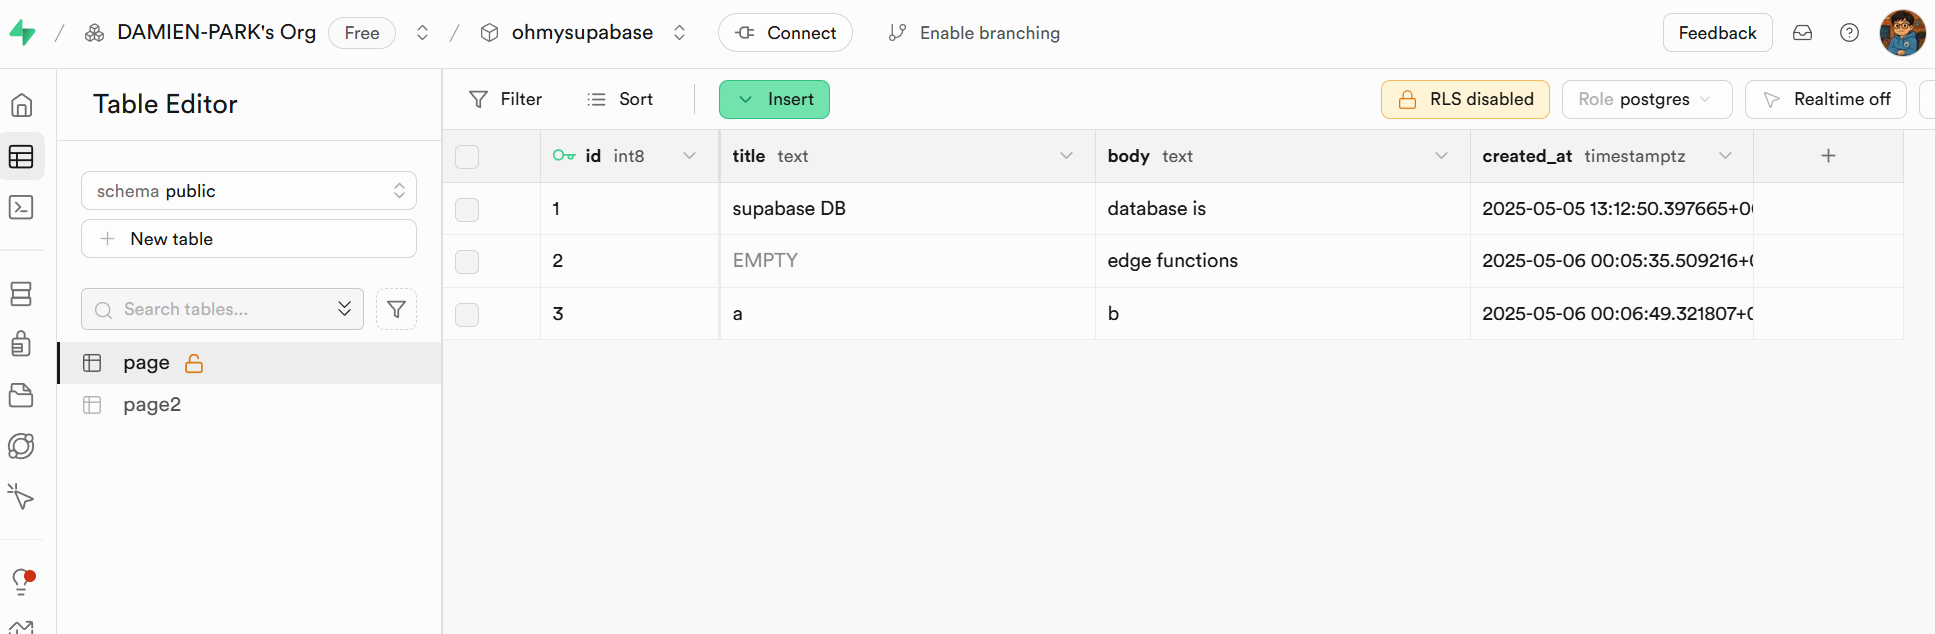 / DAMIEN-PARK's Org Free / ohmysupabase Connect Enable branching Feedback
Table Editor
Filter Sort Insert RLS disabled Role postgres Realtime off
id int8 title text body text created_at timestamptz
schema public
1 supabase DB database is 2025-05-05 13:12:50.397665+0
New table
2 EMPTY edge functions 2025-05-06 00:05:35.509216+
Search tables...
3 a b 2025-05-06 00:06:49.321807+
page
page2